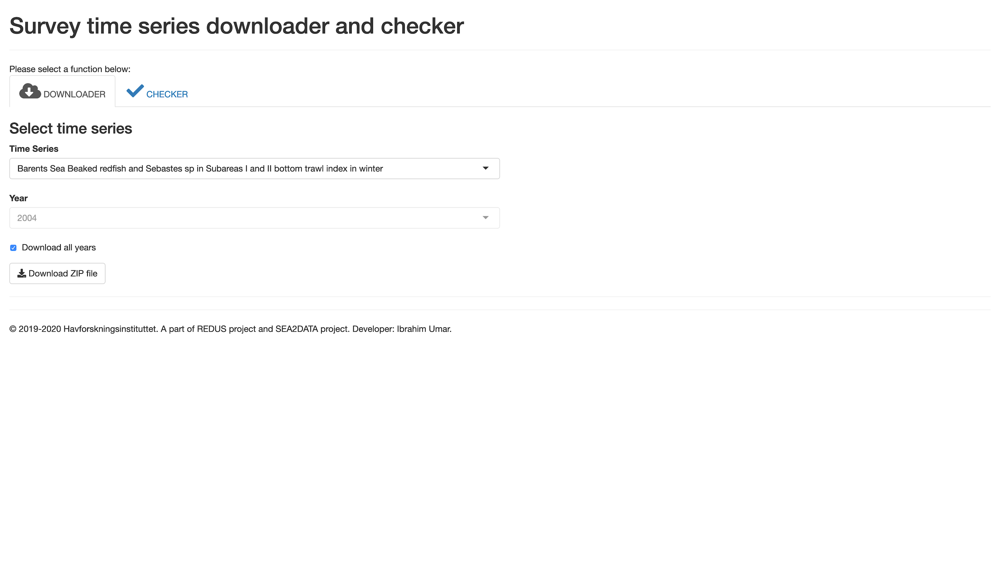 Survey time series downloader and checker
Please select a function below:
DOWNLOADER
CHECKER
Select time series
Time Series
Barents Sea Beaked redfish and Sebastes sp in Subareas I and II bottom trawl index in winter
Year
2004
Download all years
Download ZIP file
© 2019-2020 Havforskningsinstituttet. A part of REDUS project and SEA2DATA project. Developer: Ibrahim Umar.